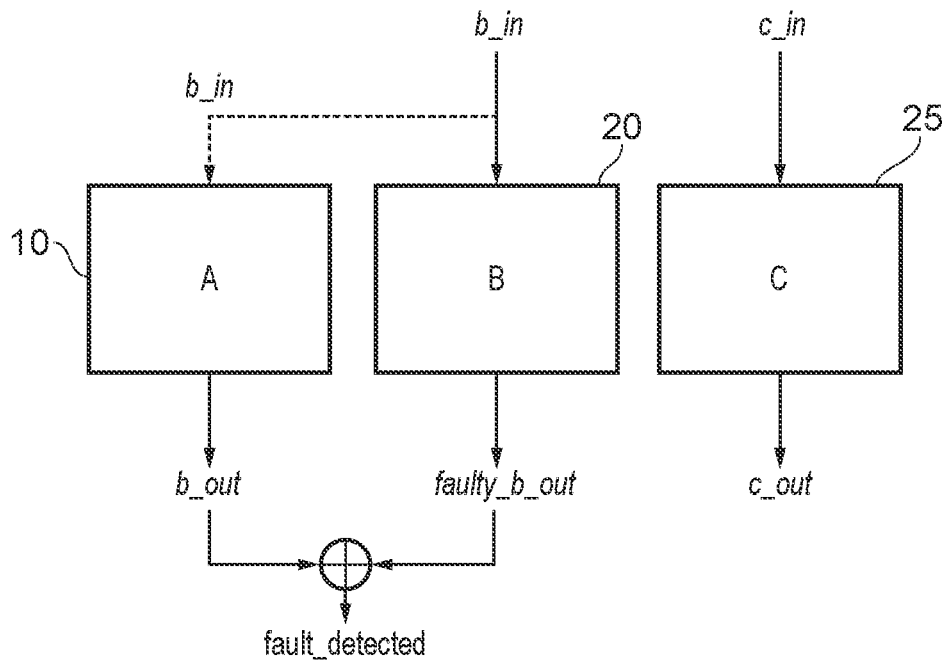 b_in
c_in
b_in
20
25
10
A
B
C
b_out
faulty_b_out
c_out
fault_detected